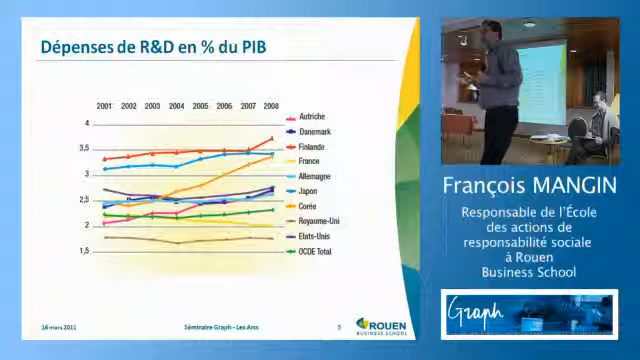 Dépenses de R&D en % du PIB
2001 2002 2003 2004 2005 2006 2007 2008
4
3,5
3
2,5
2
1,5
Autriche
Danemark
Finlande
France
Allemagne
Japon
Corée
Royaume-Uni
Etats-Unis
OCDE Total
16 mars 2011
Séminaire Graph - Les Arcs
5
ROUEN
BUSINESS SCHOOL
François MANGIN
Responsable de l'École
des actions de
responsabilité sociale
à Rouen
Business School
Graph